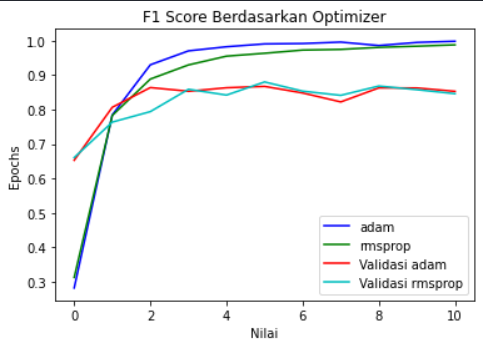 F1 Score Berdasarkan Optimizer
1.0
0.9
0.8
0.7
0.6
0.5
0.4
0.3
Epochs
adam
rmsprop
Validasi adam
Validasi rmsprop
0 2 4 6 8 10
Nilai